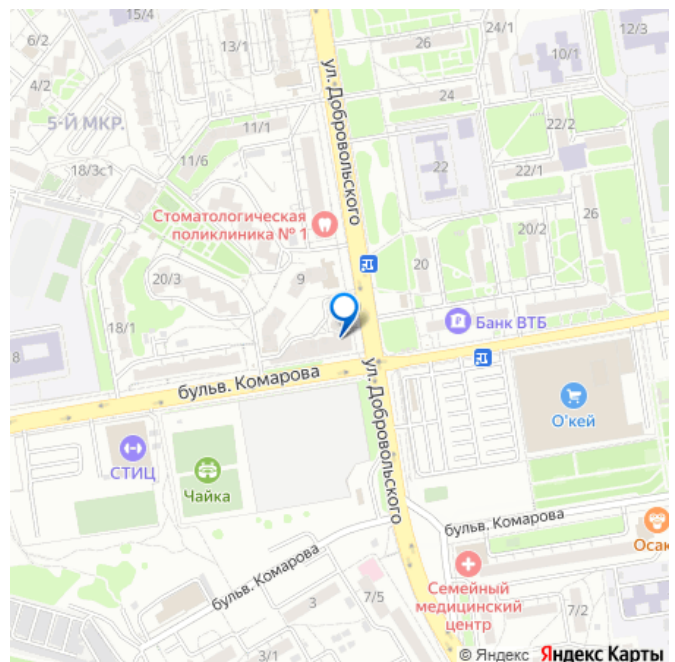 6/2
13/1
26
24/1
12/3
10/1
4/2
15/4
ул. Добровольского
24
5-Й МКР.
11/1
22/2
11/6
18/3с1
22
22/1
Стоматологическая
поликлиника № 1
26
20/2
20/3
9
20
18/1
Банк ВТБ
8
бульв. Комарова
ул. Добровольского
О'кей
СТИЦ
Чайка
бульв. Комарова
Осак
бульв. Комарова
Семейный
медицинский
центр
3
7/5
7/2
3/1
© Яндекс Яндекс Карты